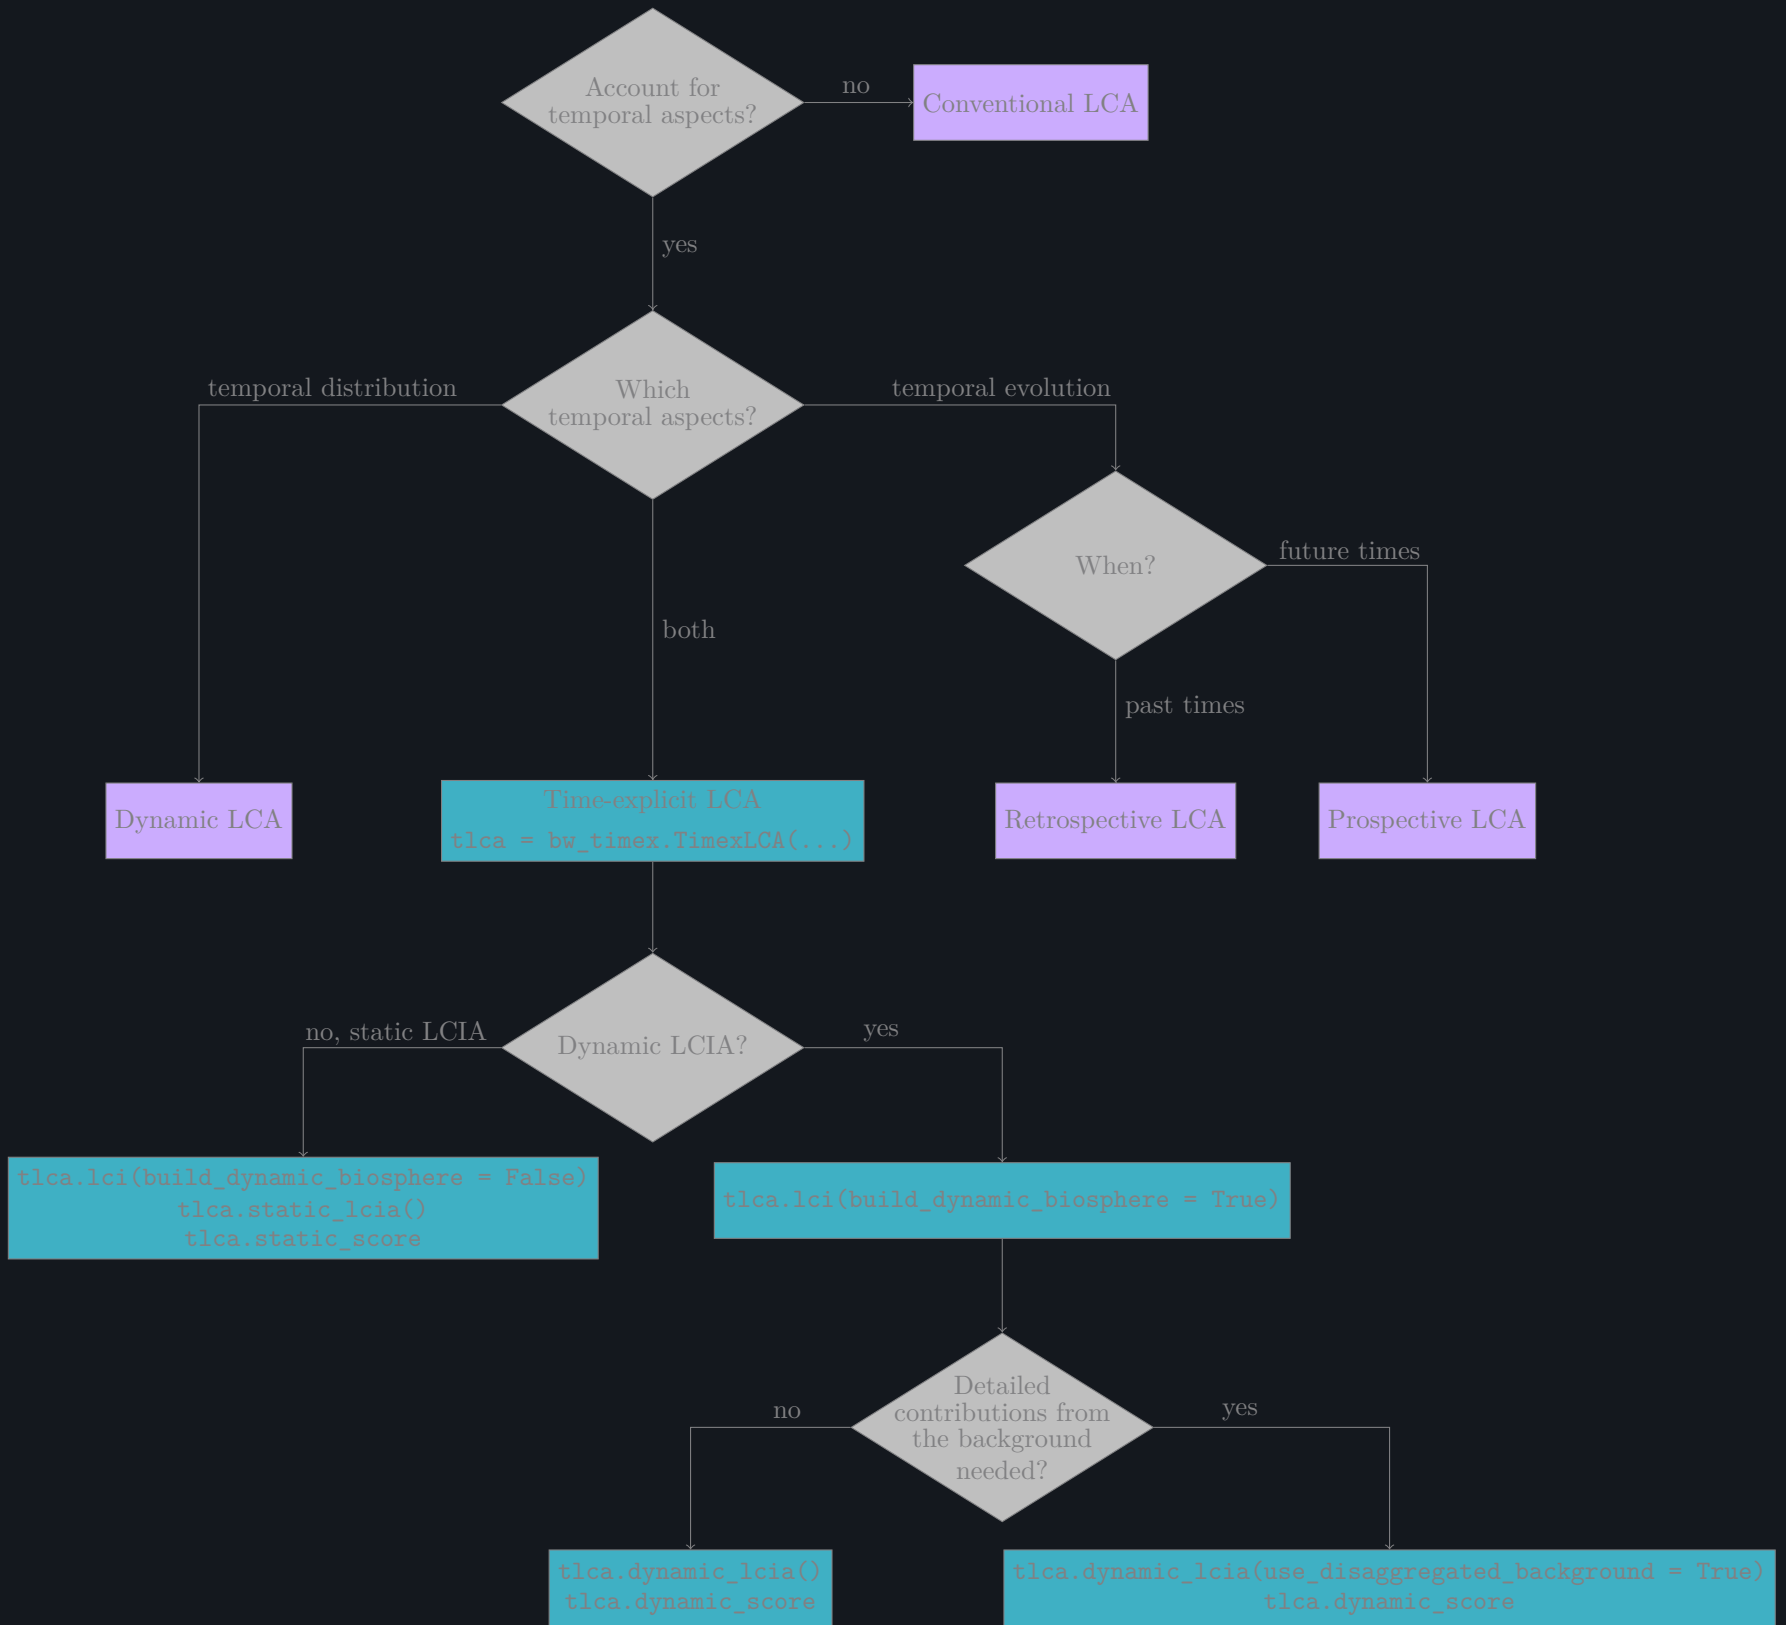 Account for
temporal aspects?
no
Conventional LCA
yes
temporal distribution
Which
temporal aspects?
temporal evolution
When?
future times
both
past times
Dynamic LCA
Time-explicit LCA
tlca = bw_timex.TimexLCA(...)
Retrospective LCA
Prospective LCA
no, static LCIA
Dynamic LCIA?
yes
tlca.lci(build_dynamic_biosphere = False)
tlca.static_lcia()
tlca.static_score
tlca.lci(build_dynamic_biosphere = True)
no
Detailed
contributions from
the background
needed?
yes
tlca.dynamic_lcia()
tlca.dynamic_score
tlca.dynamic_lcia(use_disaggregated_background = True)
tlca.dynamic_score